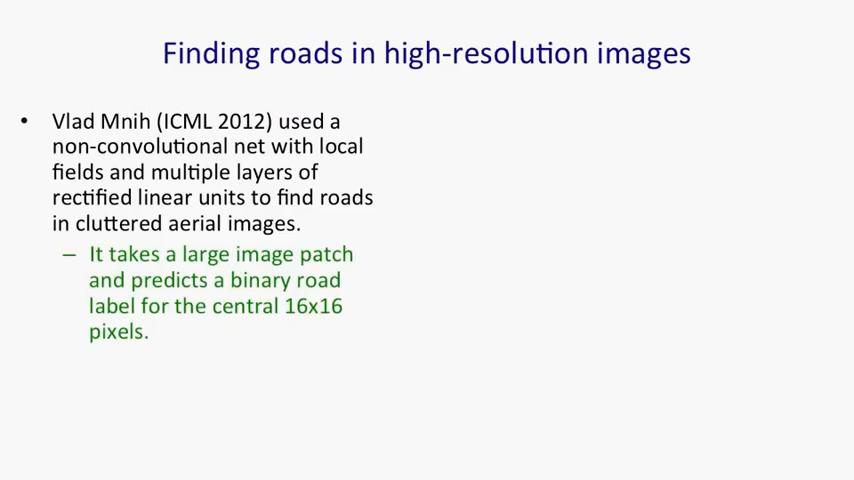 Finding roads in high-resolution images
• Vlad Mnih (ICML 2012) used a
non-convolutional net with local
fields and multiple layers of
rectified linear units to find roads
in cluttered aerial images.
– It takes a large image patch
and predicts a binary road
label for the central 16x16
pixels.